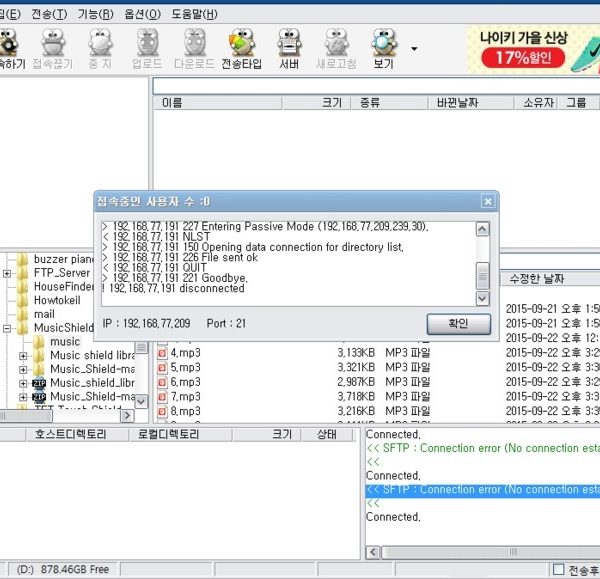 집(E) 전송(T) 기능(R) 옵션(O) 도움말(H)
속하기 접속끊기 중 지 업로드 다운로드 전송타입 서버 새로고침 보기
나이키 가을 신상
17%할인
이름 크기 종류 바뀐날짜 소유자 그룹
접속중인 사용자 수 :0
> 192,168,77,191 227 Entering Passive Mode (192,168,77,209,239,30),
< 192,168,77,191 NLST
> 192,168,77,191 150 Opening data connection for directory list,
> 192,168,77,191 226 File sent ok
< 192,168,77,191 QUIT
> 192,168,77,191 221 Goodbye,
! 192,168,77,191 disconnected
IP : 192,168,77,209 Port : 21
확인
buzzer piano
FTP_Server
HouseFinder
Howtokeil
mail
MusicShield
music
Music shield libra
Music_Shield-ma
Music_shield_libr
Music_Shield-ma
수정한 날짜
2015-09-21 오후 1:5
2015-09-21 오후 1:5
2015-09-22 오후 12:
4,mp3 3,133KB MP3 파일 2015-09-22 오후 3:2
5,mp3 3,321KB MP3 파일 2015-09-22 오후 3:3
6,mp3 2,987KB MP3 파일 2015-09-22 오후 3:2
7,mp3 3,718KB MP3 파일 2015-09-22 오후 3:2
8,mp3 3,216KB MP3 파일 2015-09-22 오후 3:3
호스트디렉토리 로컬디렉토리 크기 상태
Connected,
<< SFTP : Connection error (No connection esta
<<
Connected,
<< SFTP : Connection error (No connection esta
<<
Connected,
(D:) 878.46GB Free
전송후